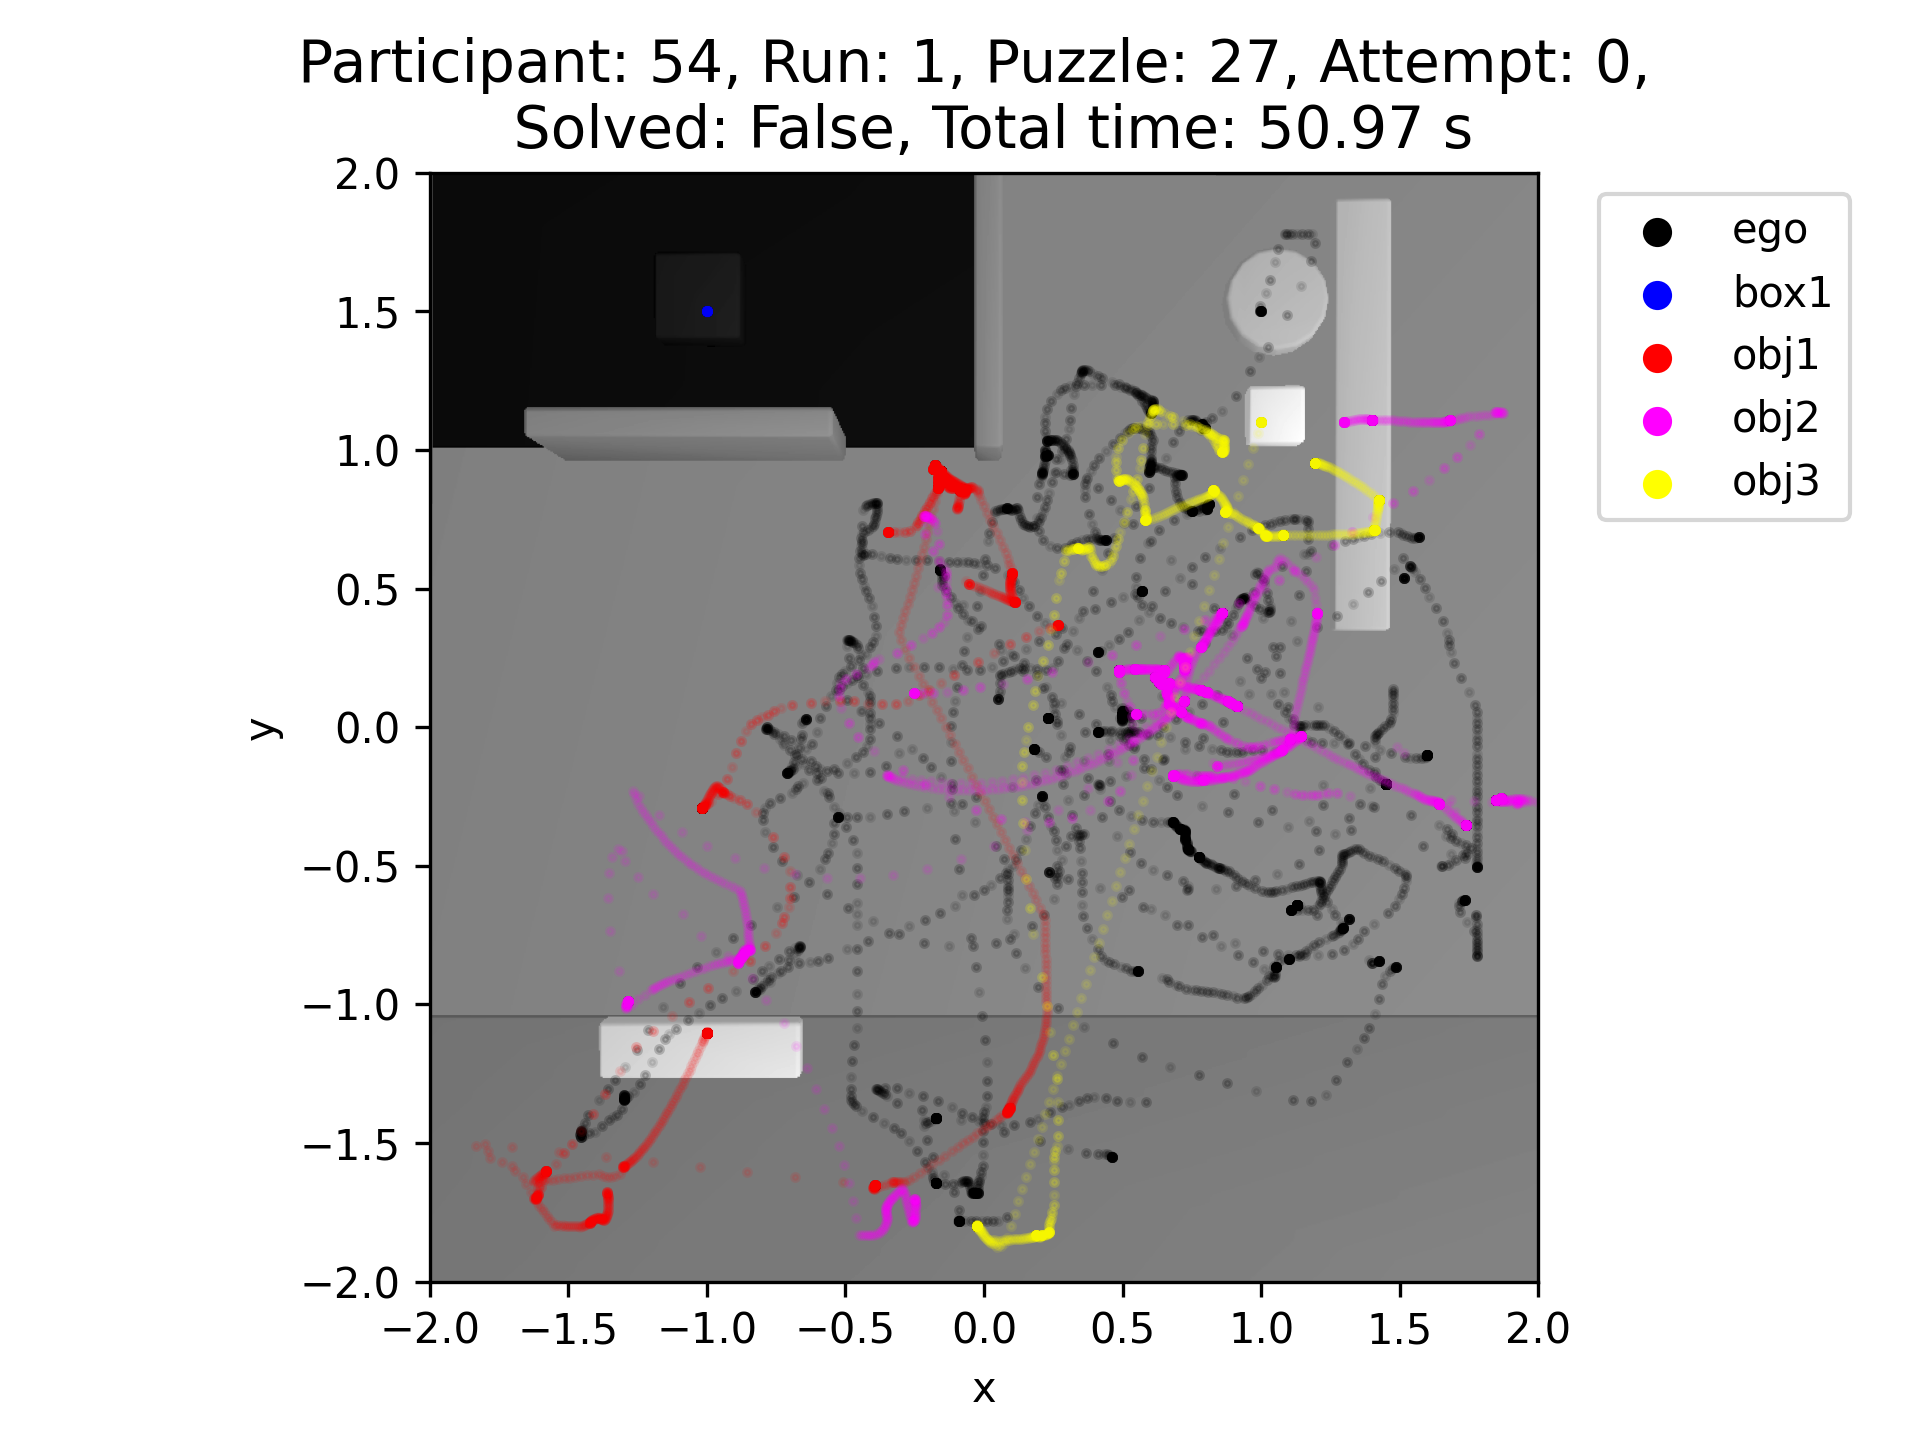 Participant: 54, Run: 1, Puzzle: 27, Attempt: 0,
Solved: False, Total time: 50.97 s
2.0
1.5
1.0
0.5
0.0
−0.5
−1.0
−1.5
−2.0
y
−2.0 −1.5 −1.0 −0.5 0.0 0.5 1.0 1.5 2.0
x
ego
box1
obj1
obj2
obj3